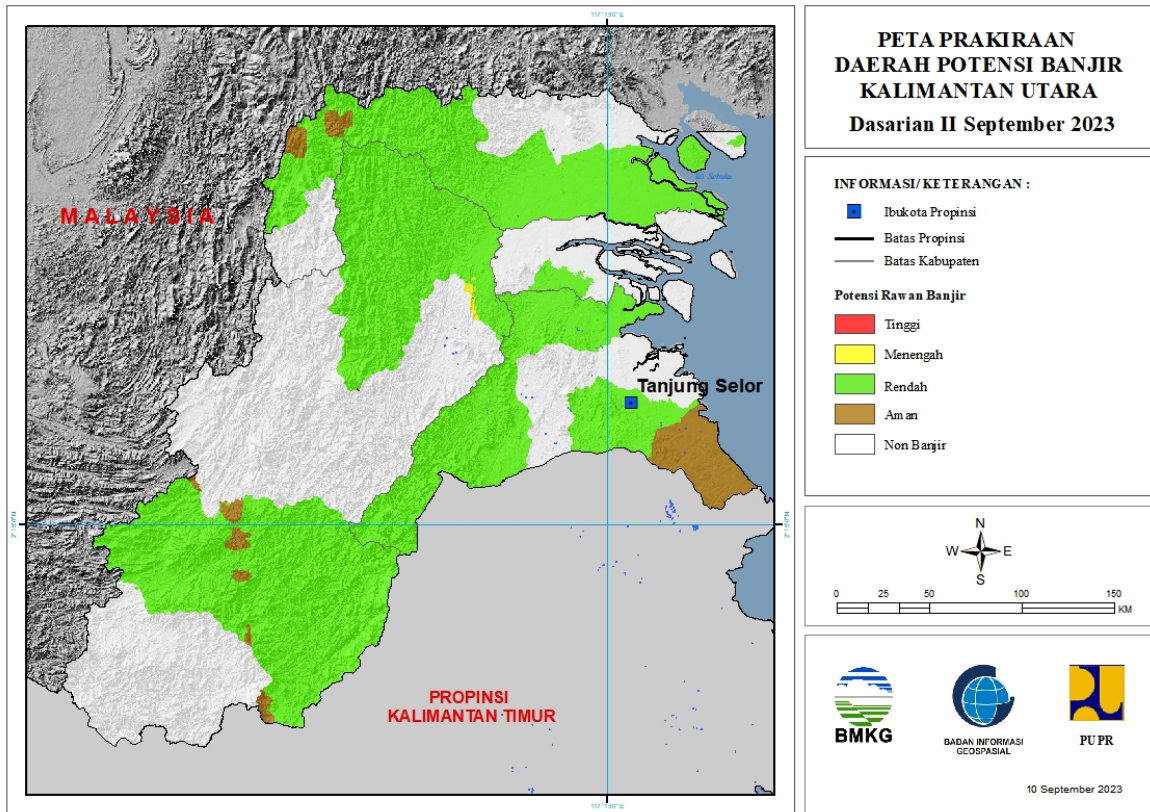 PETA PRAKIRAAN
DAERAH POTENSI BANJIR
KALIMANTAN UTARA
Dasarian II September 2023
INFORMASI/KETERANGAN :
Ibukota Propinsi
Batas Propinsi
Batas Kabupaten
Potensi Rawan Banjir
Tinggi
Menengah
Rendah
Aman
Non Banjir
N
W E
S
0 25 50 100 150
KM
BMKG
BADAN INFORMASI
GEOSPASIAL
PUPR
10 September 2023
MALAYSIA
Tanjung Selor
PROPINSI
KALIMANTAN TIMUR